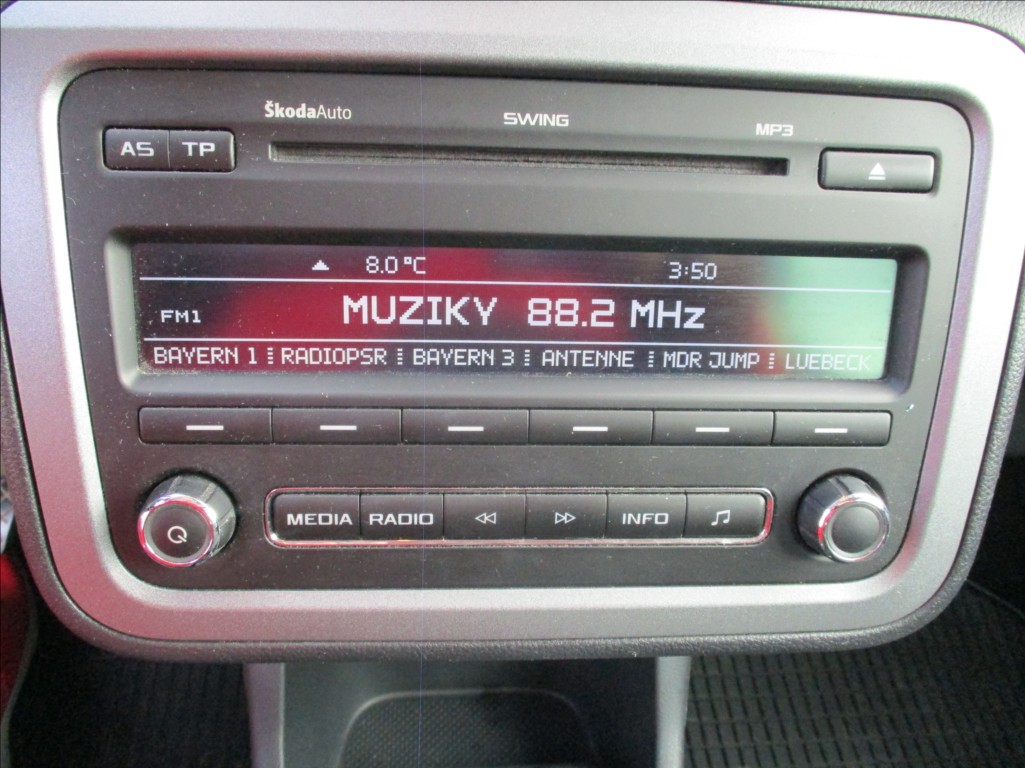 ŠkodaAuto SWING MP3
AS TP
8.0 °C 3:50
FM1 MUZIKY 88.2 MHz
BAYERN 1 RADIOPSR BAYERN 3 ANTENNE MDR JUMP LUEBECK
MEDIA RADIO INFO